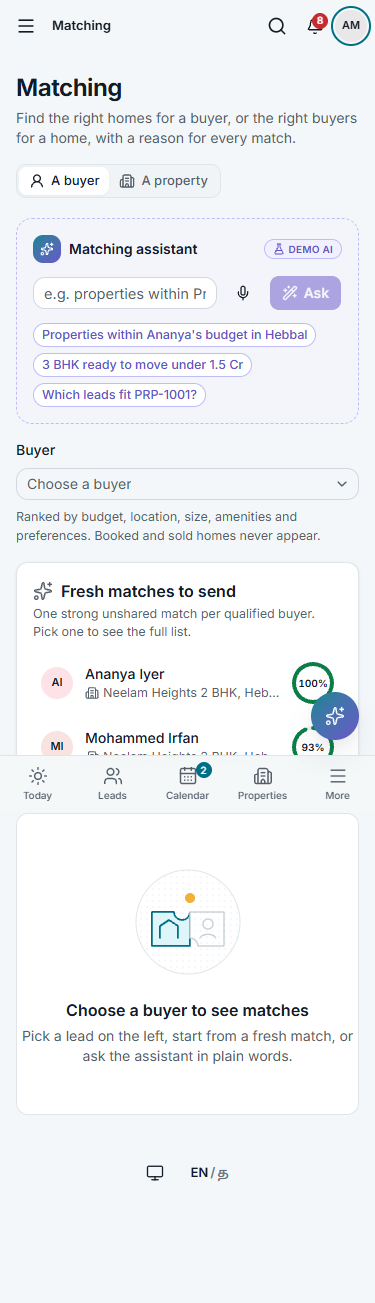 Matching
8
AM
Matching
Find the right homes for a buyer, or the right buyers
for a home, with a reason for every match.
A buyer
A property
Matching assistant
DEMO AI
e.g. properties within Pr
Ask
Properties within Ananya's budget in Hebbal
3 BHK ready to move under 1.5 Cr
Which leads fit PRP-1001?
Buyer
Choose a buyer
Ranked by budget, location, size, amenities and
preferences. Booked and sold homes never appear.
Fresh matches to send
One strong unshared match per qualified buyer.
Pick one to see the full list.
AI
Ananya Iyer
Neelam Heights 2 BHK, Heb...
100%
MI
Mohammed Irfan
Neelam Heights 2 BHK, Heb...
93%
2
Today
Leads
Calendar
Properties
More
Choose a buyer to see matches
Pick a lead on the left, start from a fresh match, or
ask the assistant in plain words.
EN / த